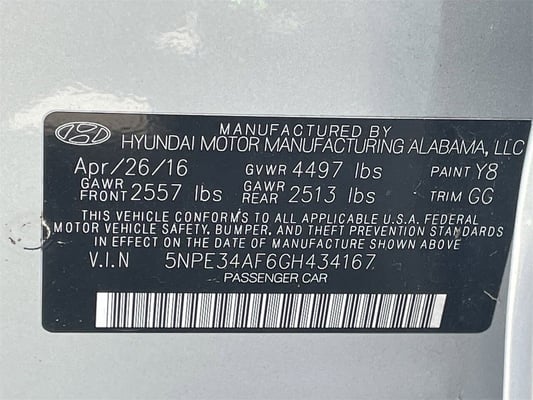 MANUFACTURED BY
HYUNDAI MOTOR MANUFACTURING ALABAMA, LLC
Apr/26/16 GVWR 4497 lbs PAINT Y8
GAWR FRONT 2557 lbs GAWR REAR 2513 lbs TRIM GG
THIS VEHICLE CONFORMS TO ALL APPLICABLE U.S.A. FEDERAL
MOTOR VEHICLE SAFETY, BUMPER, AND THEFT PREVENTION STANDARDS
IN EFFECT ON THE DATE OF MANUFACTURE SHOWN ABOVE
V.I.N 5NPE34AF6GH434167
PASSENGER CAR